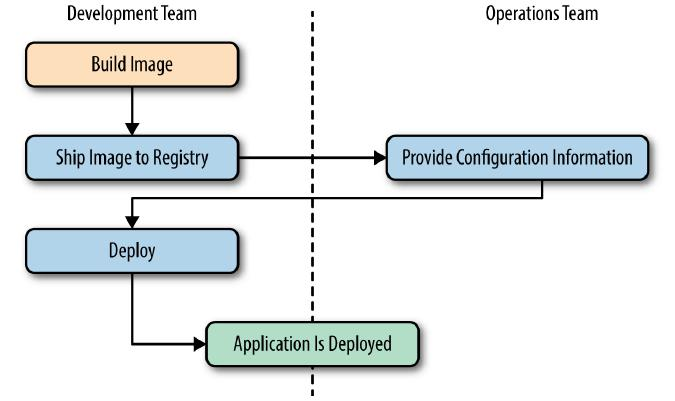 Development Team
Operations Team
Build Image
Ship Image to Registry
Provide Configuration Information
Deploy
Application Is Deployed